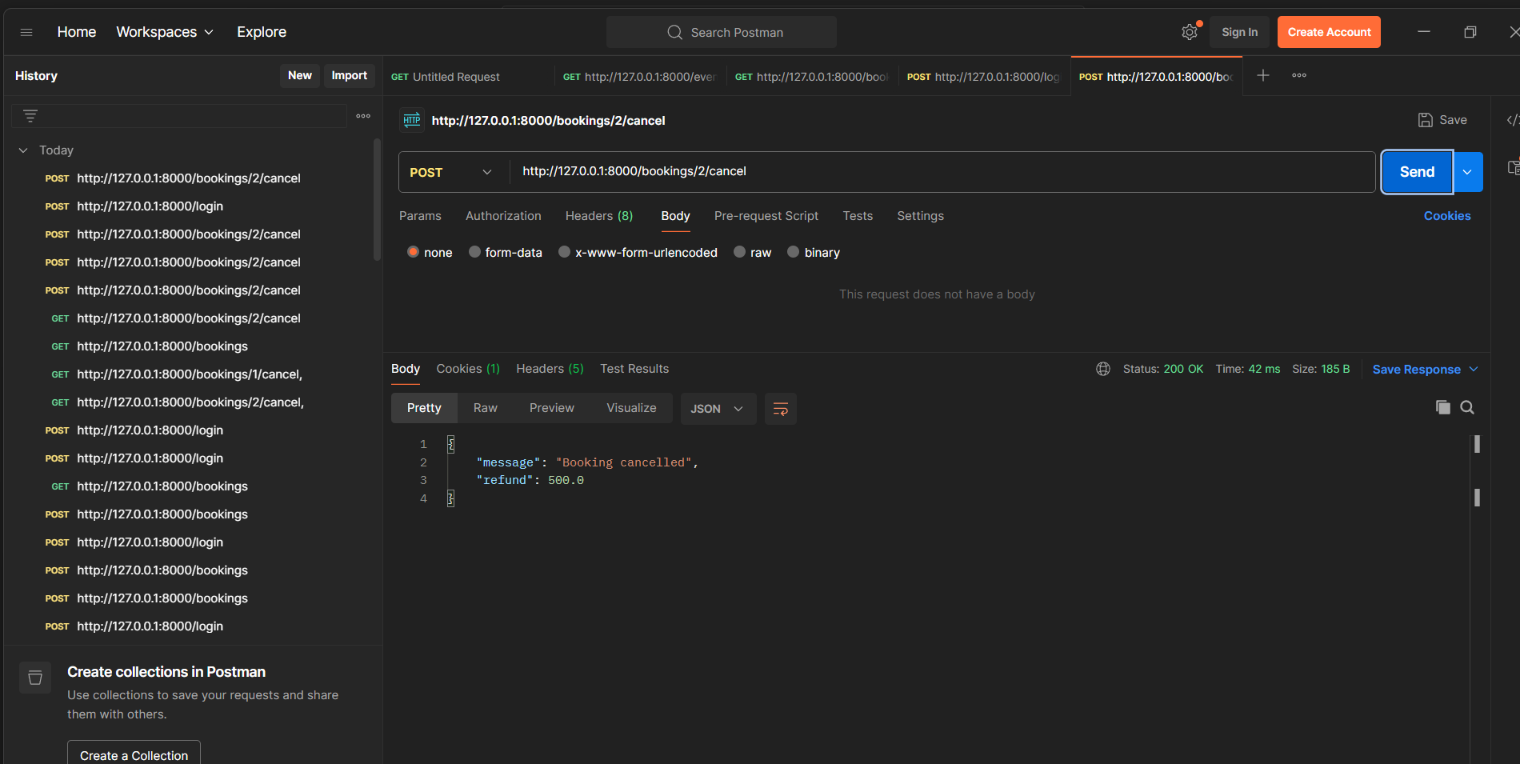 Home Workspaces Explore Search Postman Sign In Create Account
History New Import
GET Untitled Request GET http://127.0.0.1:8000/ever GET http://127.0.0.1:8000/book POST http://127.0.0.1:8000/log POST http://127.0.0.1:8000/boo
HTTP http://127.0.0.1:8000/bookings/2/cancel Save
Today
POST http://127.0.0.1:8000/bookings/2/cancel
POST http://127.0.0.1:8000/login
POST http://127.0.0.1:8000/bookings/2/cancel
POST http://127.0.0.1:8000/bookings/2/cancel
POST http://127.0.0.1:8000/bookings/2/cancel
GET http://127.0.0.1:8000/bookings/2/cancel
GET http://127.0.0.1:8000/bookings
GET http://127.0.0.1:8000/bookings/1/cancel,
GET http://127.0.0.1:8000/bookings/2/cancel,
POST http://127.0.0.1:8000/login
POST http://127.0.0.1:8000/login
GET http://127.0.0.1:8000/bookings
POST http://127.0.0.1:8000/bookings
POST http://127.0.0.1:8000/login
POST http://127.0.0.1:8000/bookings
POST http://127.0.0.1:8000/bookings
POST http://127.0.0.1:8000/login
Create collections in Postman
Use collections to save your requests and share
them with others.
Create a Collection
POST http://127.0.0.1:8000/bookings/2/cancel Send
Params Authorization Headers (8) Body Pre-request Script Tests Settings Cookies
none form-data x-www-form-urlencoded raw binary
This request does not have a body
Body Cookies (1) Headers (5) Test Results Status: 200 OK Time: 42 ms Size: 185 B Save Response
Pretty Raw Preview Visualize JSON
1 {
2 "message": "Booking cancelled",
3 "refund": 500.0
4 }